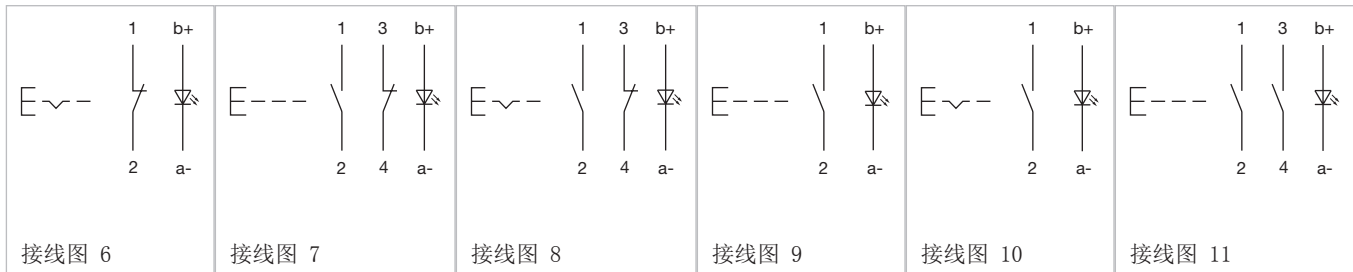 1 b+
2 a-
接线图 6
1 3 b+
2 4 a-
接线图 7
1 3 b+
2 4 a-
接线图 8
1 b+
2 a-
接线图 9
1 b+
2 a-
接线图 10
1 3 b+
2 4 a-
接线图 11